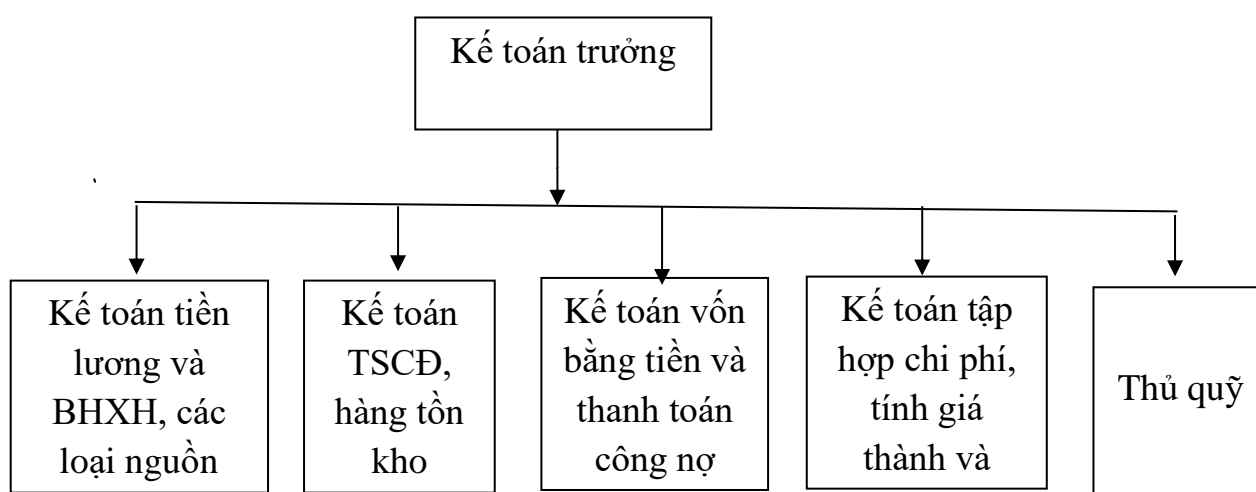 Kế toán trưởng
Kế toán tiền
lương và
BHXH, các
loại nguồn
Kế toán
TSCĐ,
hàng tồn
kho
Kế toán vốn
bằng tiền và
thanh toán
công nợ
Kế toán tập
hợp chi phí,
tính giá
thành và
Thủ quỹ